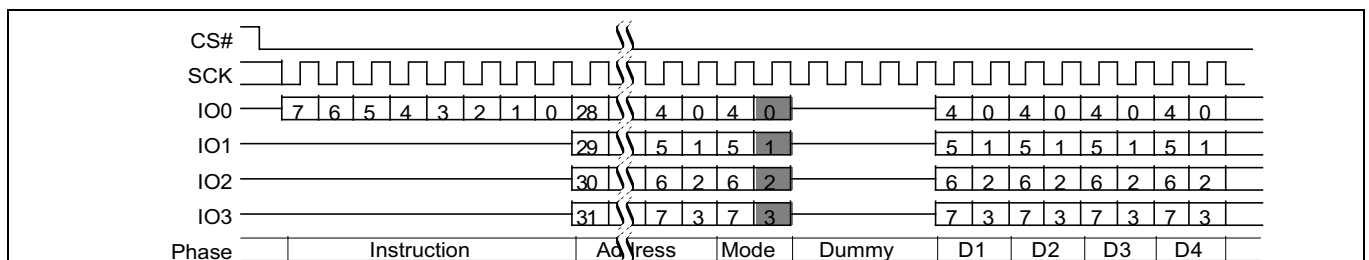 CS#
SCK
IO0 7 6 5 4 3 2 1 0 28 4 0 4 0 4 0 4 0 4 0 4 0
IO1 29 5 1 5 1 5 1 5 1 5 1 5 1
IO2 30 6 2 6 2 6 2 6 2 6 2 6 2
IO3 31 7 3 7 3 7 3 7 3 7 3 7 3
Phase Instruction Address Mode Dummy D1 D2 D3 D4